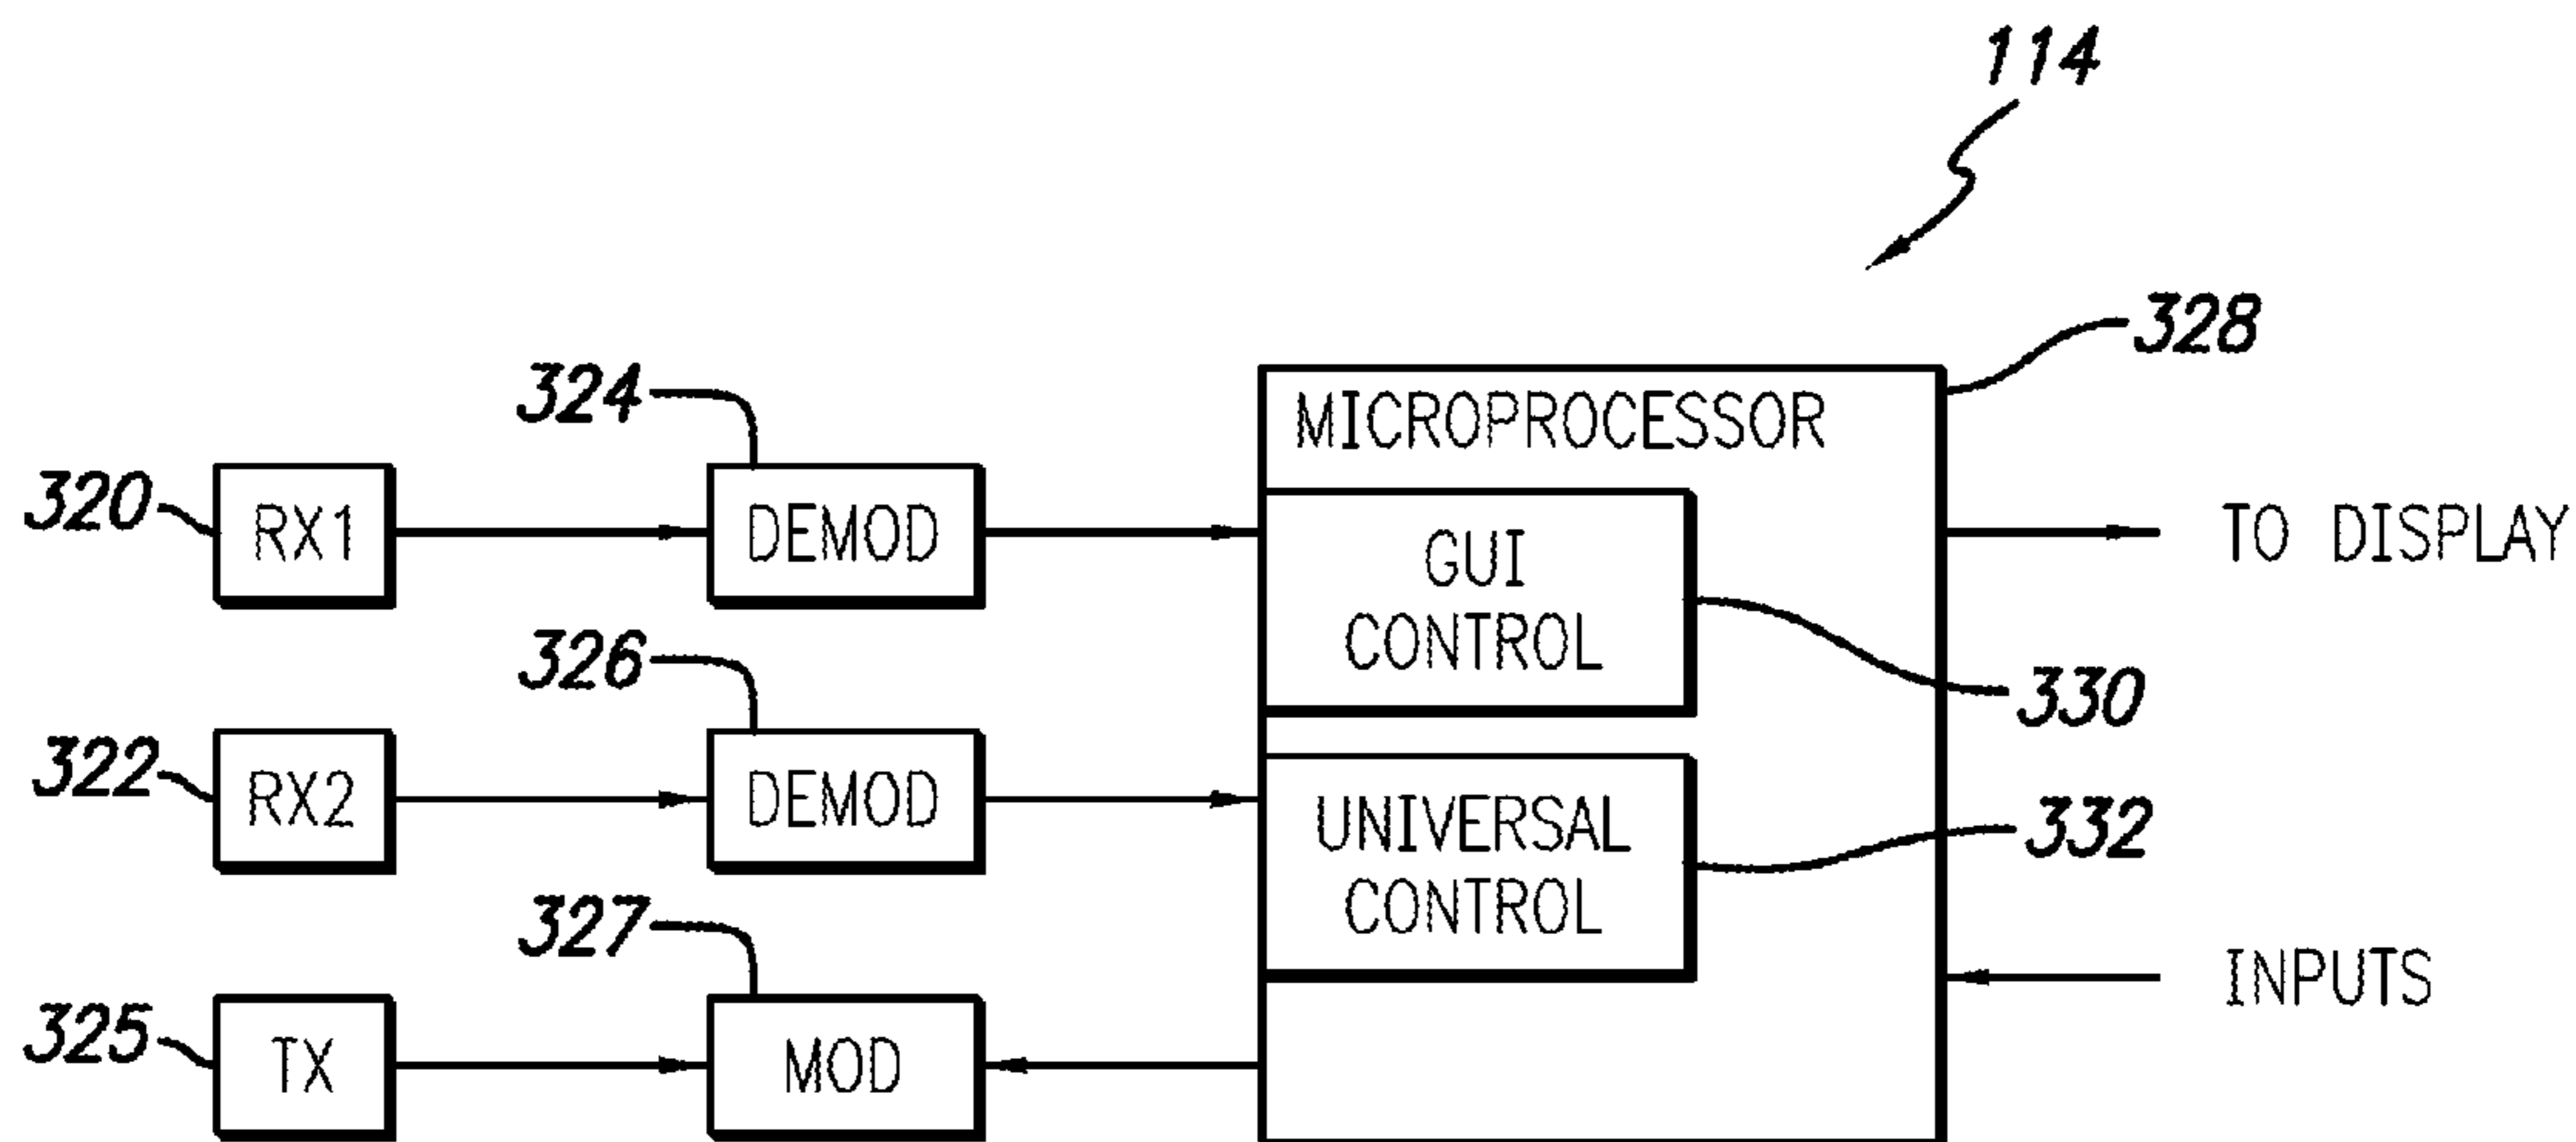 114
328
324
MICROPROCESSOR
320
RX1
DEMOD
GUI
CONTROL
TO DISPLAY
326
330
322
RX2
DEMOD
UNIVERSAL
CONTROL
332
327
325
TX
MOD
INPUTS